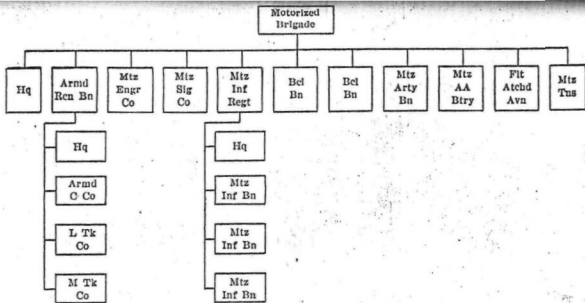 Motorized
Brigade
Hq
Armd
Rcn Bn
Mtz
Engr
Co
Mtz
Sig
Co
Mtz
Inf
Regt
Bcl
Bn
Bcl
Bn
Mtz
Arty
Bn
Mtz
AA
Btry
Flt
Atchd
Avn
Mtz
Tns
Hq
Armd
C Co
L Tk
Co
M Tk
Co
Hq
Mtz
Inf Bn
Mtz
Inf Bn
Mtz
Inf Bn